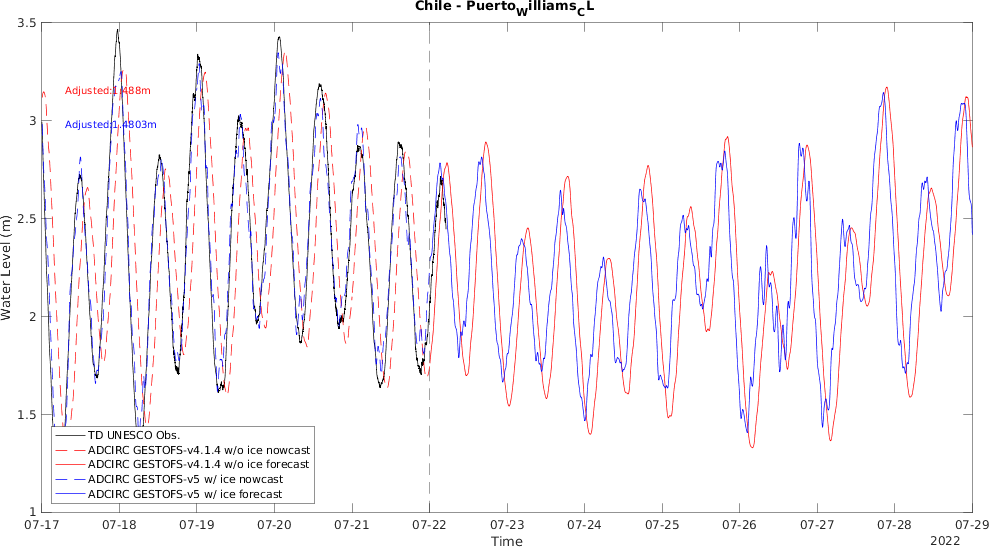 Chile - PuertoWilliamsCL
3.5
Adjusted:1.488m
3
Adjusted:1.4803m
2.5
Water Level (m)
2
1.5
TD UNESCO Obs.
ADCIRC GESTOFS-v4.1.4 w/o ice nowcast
ADCIRC GESTOFS-v4.1.4 w/o ice forecast
ADCIRC GESTOFS-v5 w/ ice nowcast
ADCIRC GESTOFS-v5 w/ ice forecast
1
07-17 07-18 07-19 07-20 07-21 07-22 07-23 07-24 07-25 07-26 07-27 07-28 07-29
Time
2022